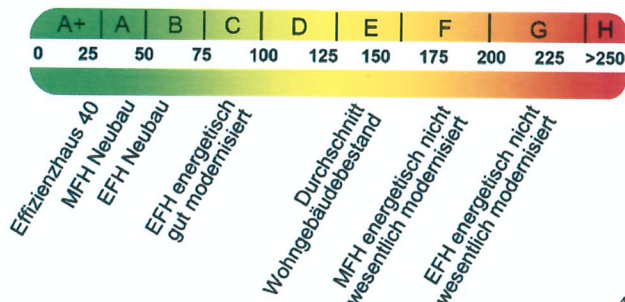 A+ A B C D E F G H
0 25 50 75 100 125 150 175 200 225 >250
Effizienzhaus 40
MFH Neubau
EFH Neubau
EFH energetisch
gut modernisiert
Durchschnitt
Wohngebäudebestand
MFH energetisch nicht
wesentlich modernisiert
EFH energetisch nicht
wesentlich modernisiert